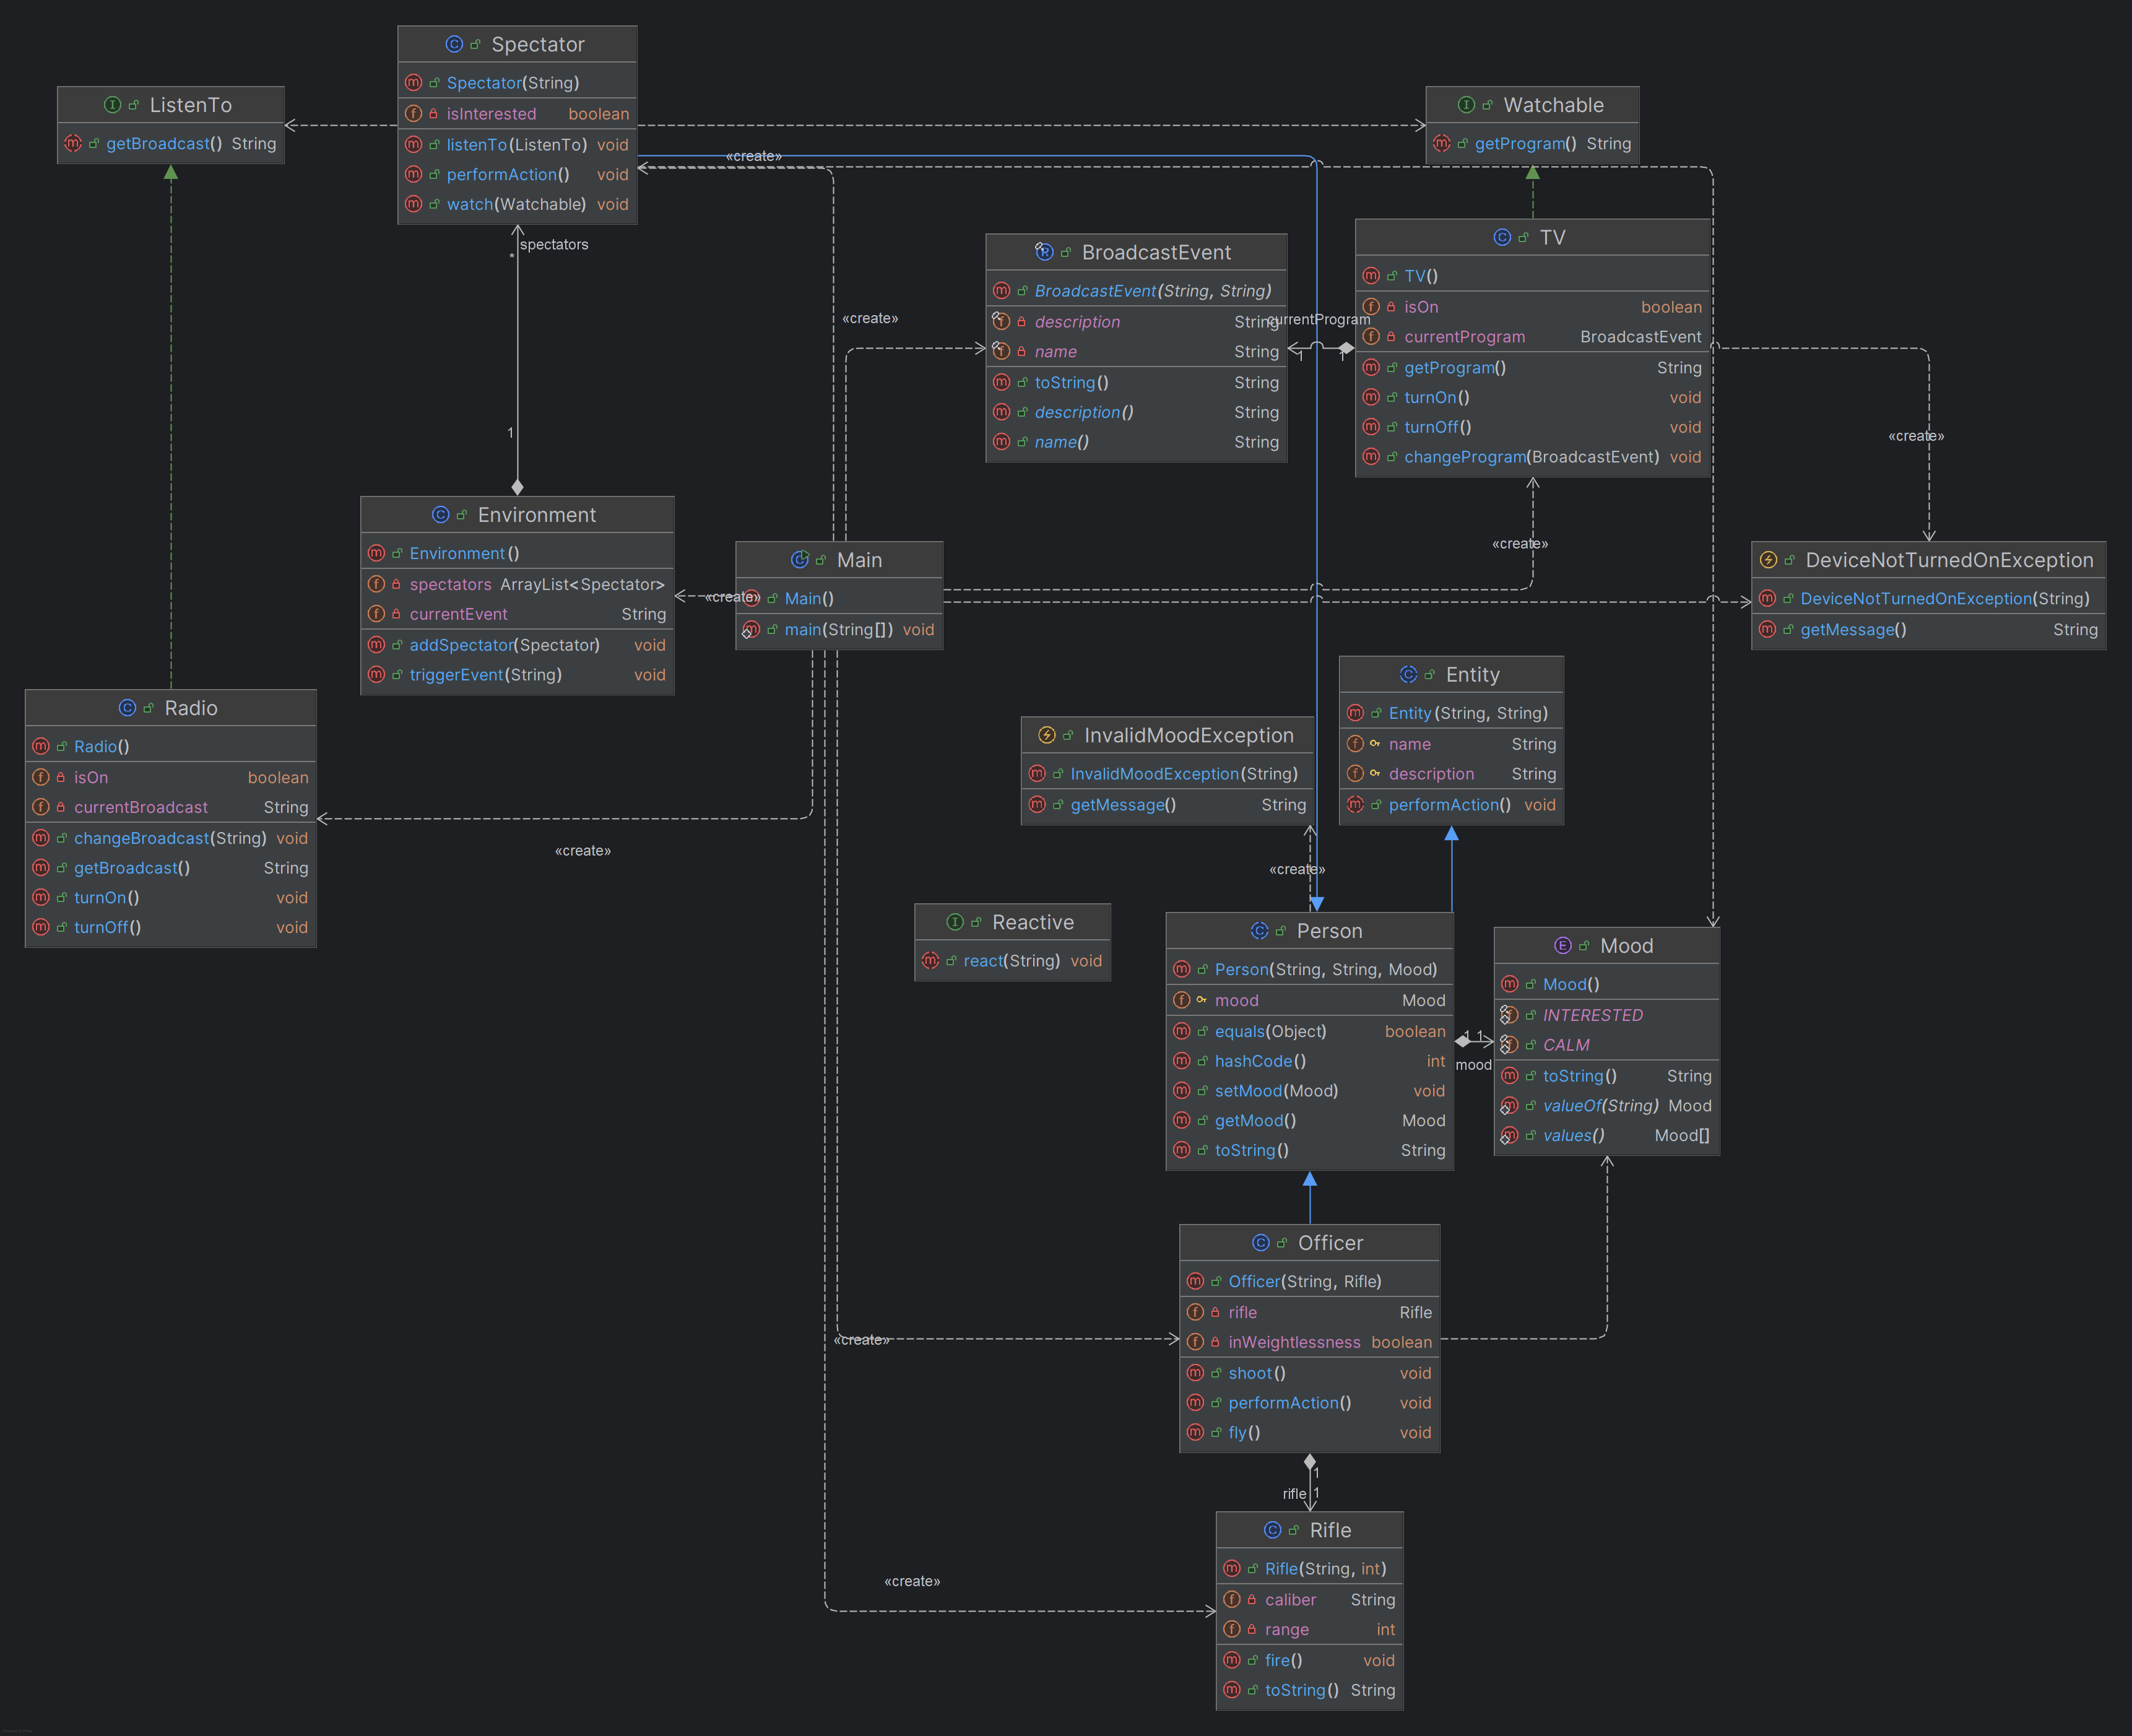 Spectator
Spectator(String)
isInterested boolean
listenTo(ListenTo) void
performAction() void
watch(Watchable) void
ListenTo
getBroadcast() String
Watchable
getProgram() String
«create»
spectators
*
1
BroadcastEvent
BroadcastEvent(String, String)
description String
name String
toString() String
description() String
name() String
currentProgram
1
1
TV
TV()
isOn boolean
currentProgram BroadcastEvent
getProgram() String
turnOn() void
turnOff() void
changeProgram(BroadcastEvent) void
«create»
«create»
«create»
Environment
Environment()
spectators ArrayList<Spectator>
currentEvent String
addSpectator(Spectator) void
triggerEvent(String) void
«create»
Main
Main()
main(String[]) void
DeviceNotTurnedOnException
DeviceNotTurnedOnException(String)
getMessage() String
Radio
Radio()
isOn boolean
currentBroadcast String
changeBroadcast(String) void
getBroadcast() String
turnOn() void
turnOff() void
«create»
InvalidMoodException
InvalidMoodException(String)
getMessage() String
Entity
Entity(String, String)
name String
description String
performAction() void
«create»
Reactive
react(String) void
Person
Person(String, String, Mood)
mood Mood
equals(Object) boolean
hashCode() int
setMood(Mood) void
getMood() Mood
toString() String
1 1
mood
Mood
Mood()
INTERESTED
CALM
toString() String
valueOf(String) Mood
values() Mood[]
Officer
Officer(String, Rifle)
rifle Rifle
inWeightlessness boolean
shoot() void
performAction() void
fly() void
«create»
1
rifle 1
Rifle
Rifle(String, int)
caliber String
range int
fire() void
toString() String
«create»